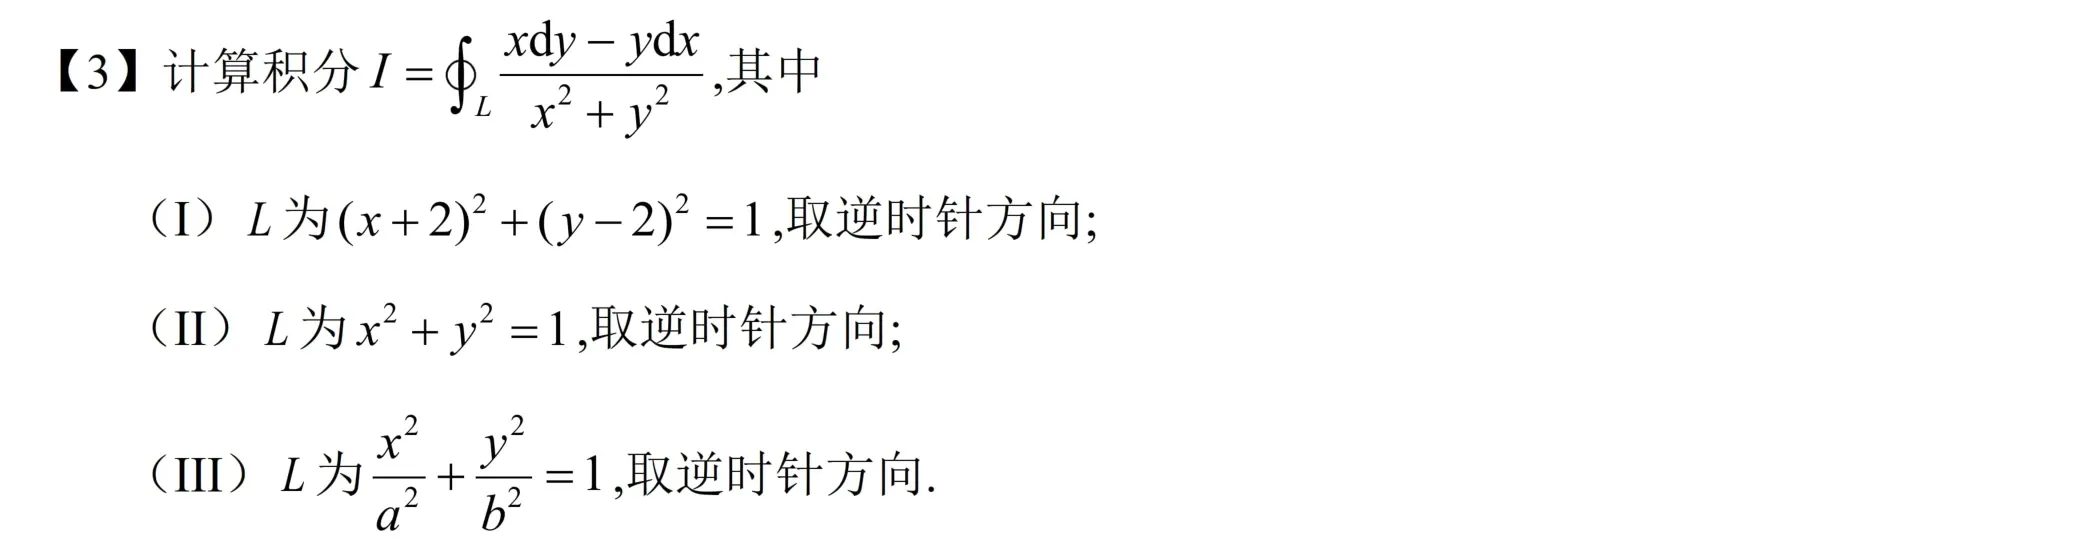 【3】计算积分 $I=\oint_L \frac{x\mathrm{d}y-y\mathrm{d}x}{x^2+y^2}$,其中
（I）$L$为$(x+2)^2+(y-2)^2=1$,取逆时针方向;
（II）$L$为$x^2+y^2=1$,取逆时针方向;
（III）$L$为$\frac{x^2}{a^2}+\frac{y^2}{b^2}=1$,取逆时针方向.